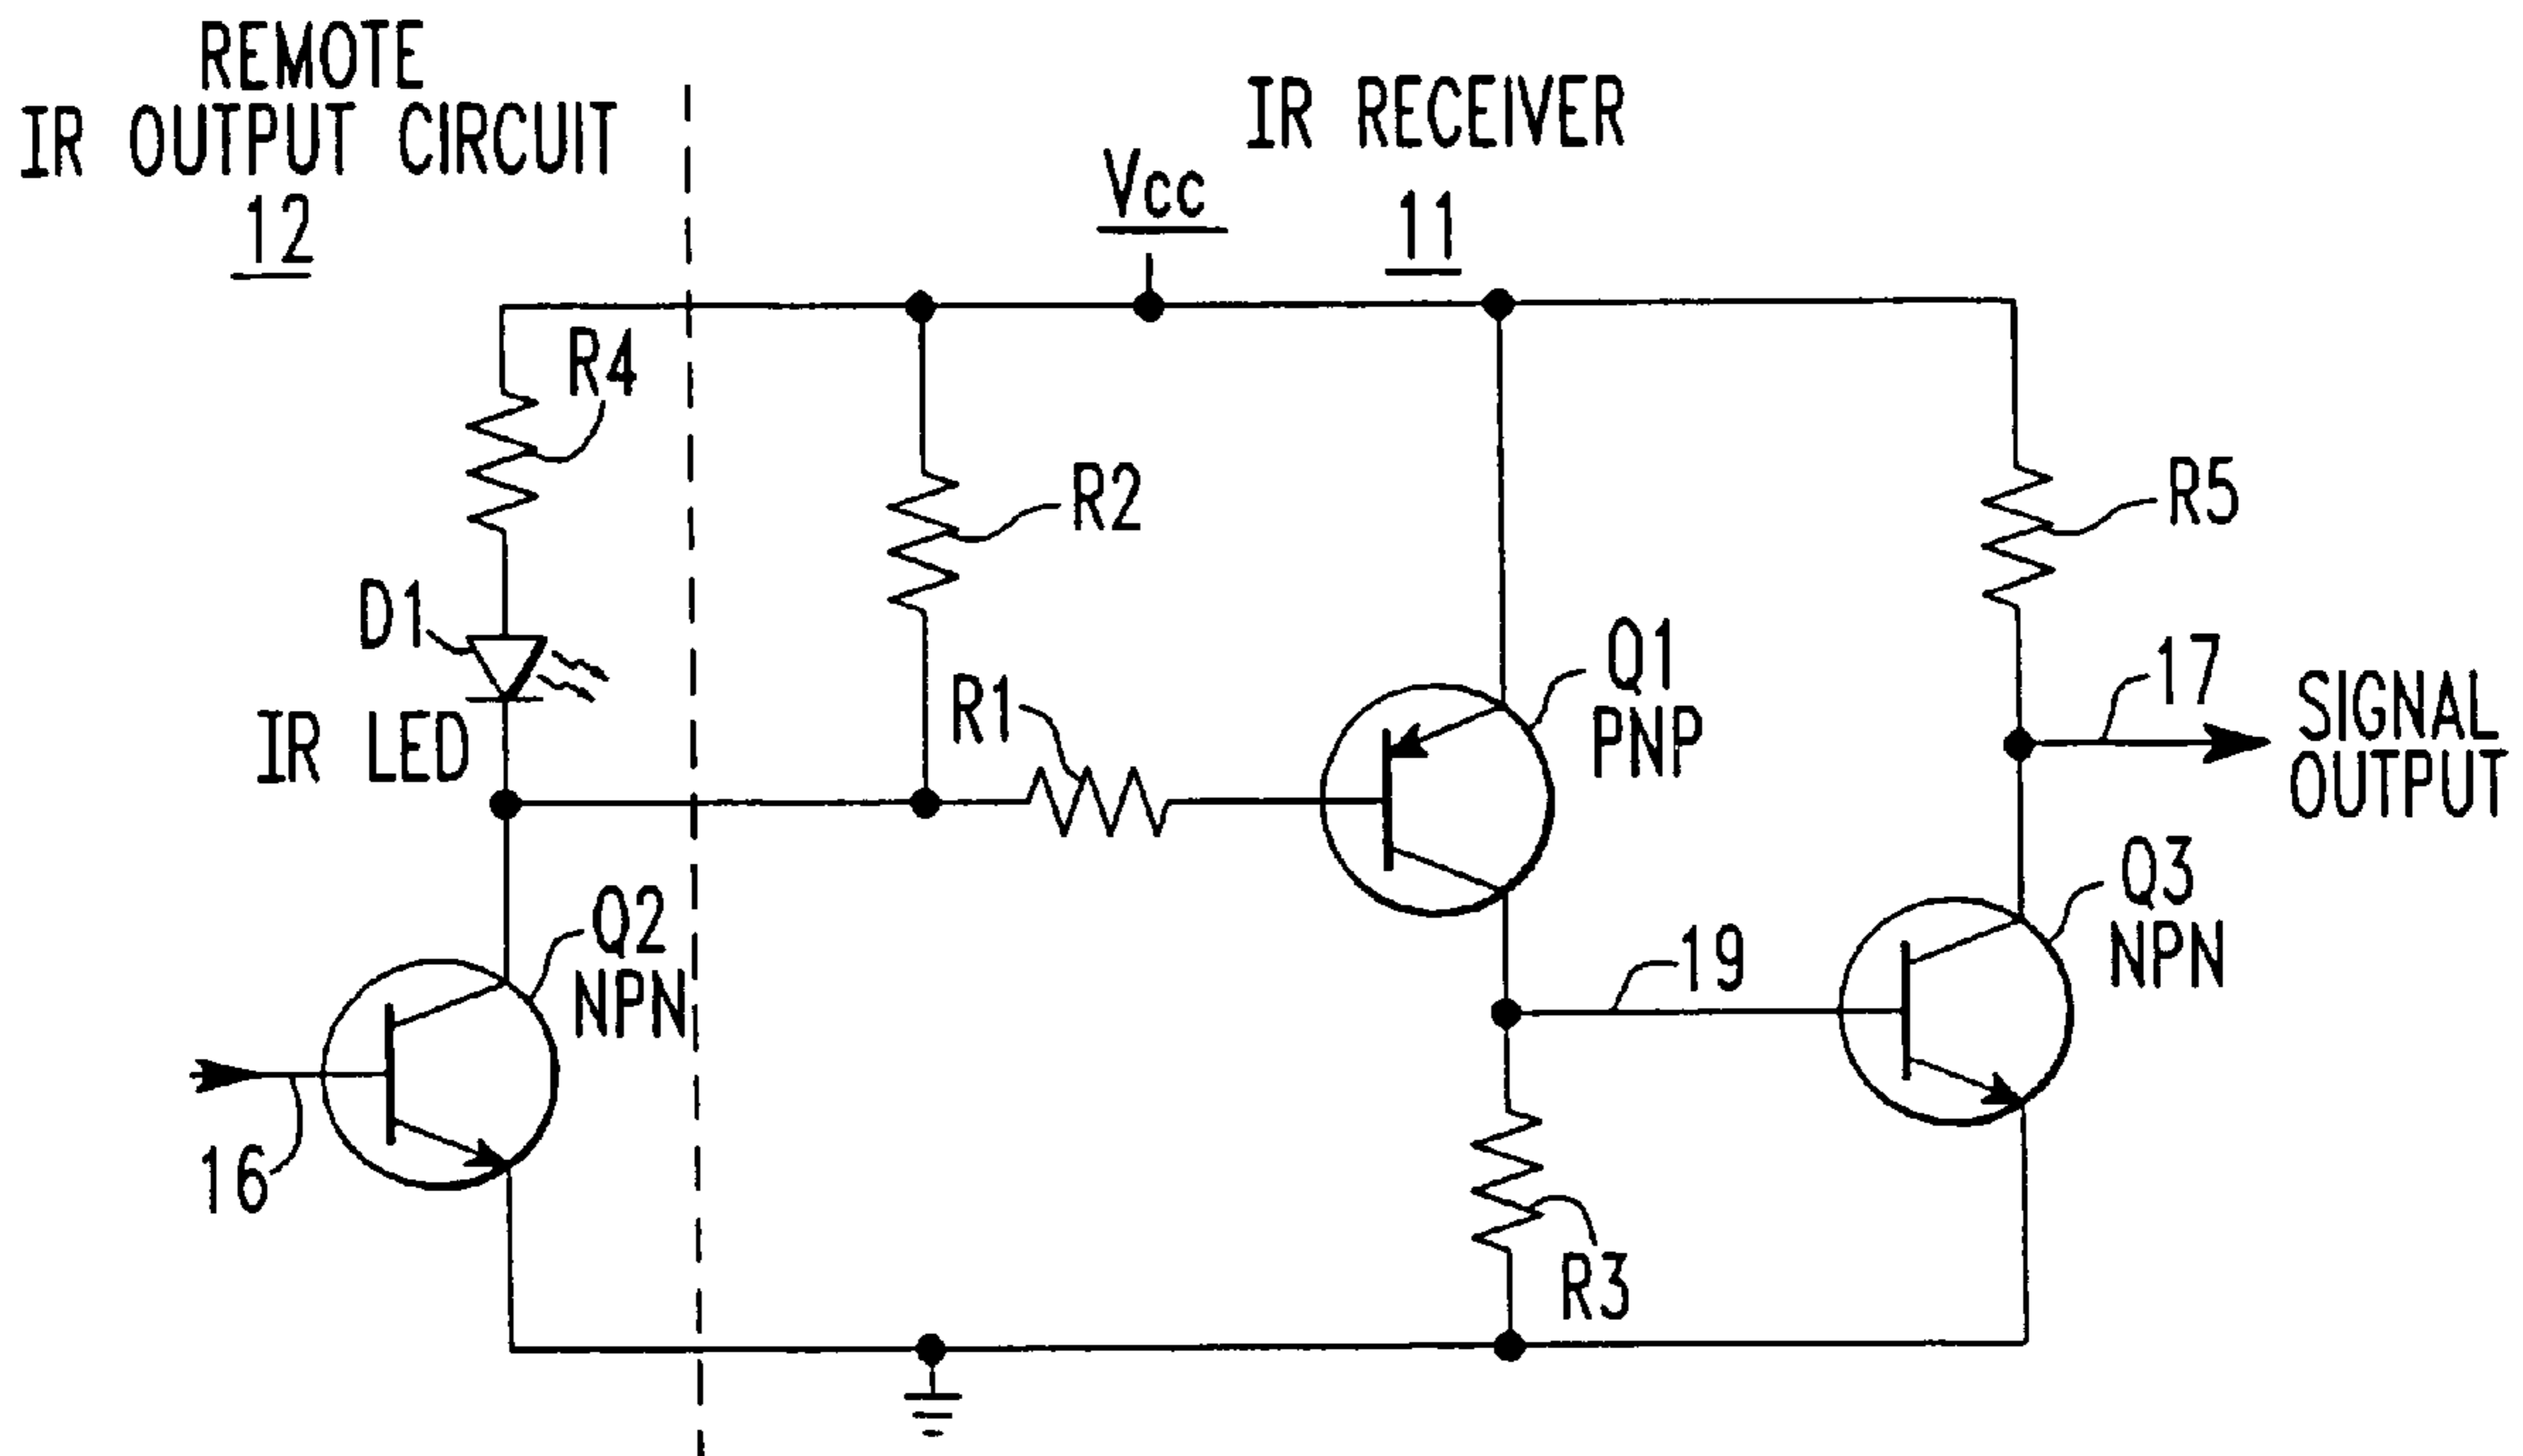 REMOTE
IR OUTPUT CIRCUIT
12
IR RECEIVER
11
Vcc
R4
R2
R5
D1
IR LED
R1
Q1
PNP
17
SIGNAL
OUTPUT
Q2
NPN
19
Q3
NPN
16
R3